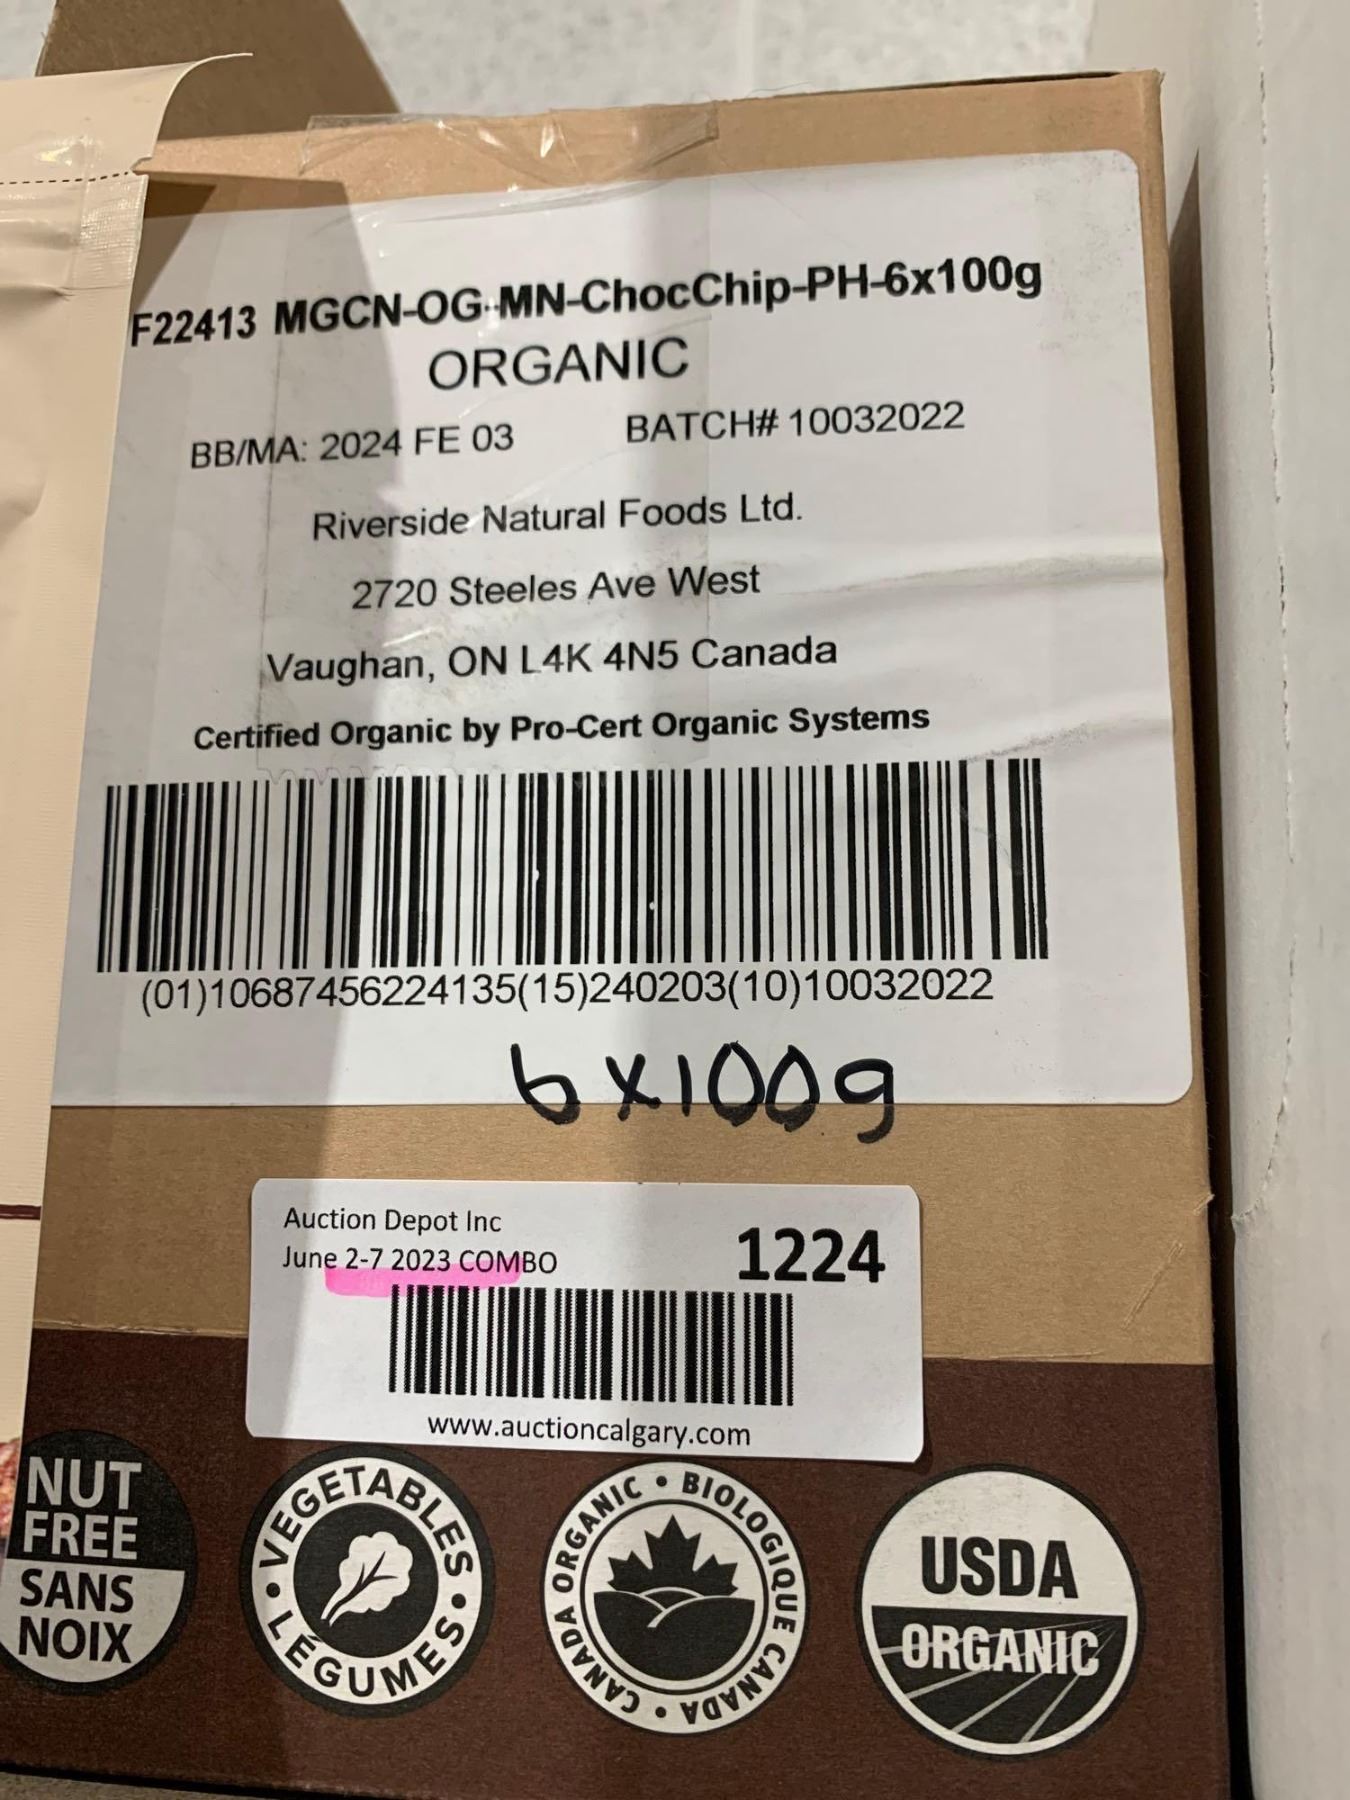 F22413 MGCN-OG-MN-ChocChip-PH-6x100g
ORGANIC
BB/MA: 2024 FE 03 BATCH# 10032022
Riverside Natural Foods Ltd.
2720 Steeles Ave West
Vaughan, ON L4K 4N5 Canada
Certified Organic by Pro-Cert Organic Systems
(01)10687456224135(15)240203(10)10032022
6x100g
Auction Depot Inc
June 2-7 2023 COMBO
1224
www.auctioncalgary.com
NUT
FREE
SANS
NOIX
VEGETABLES • LÉGUMES •
CANADA ORGANIC • BIOLOGIQUE CANADA •
USDA
ORGANIC